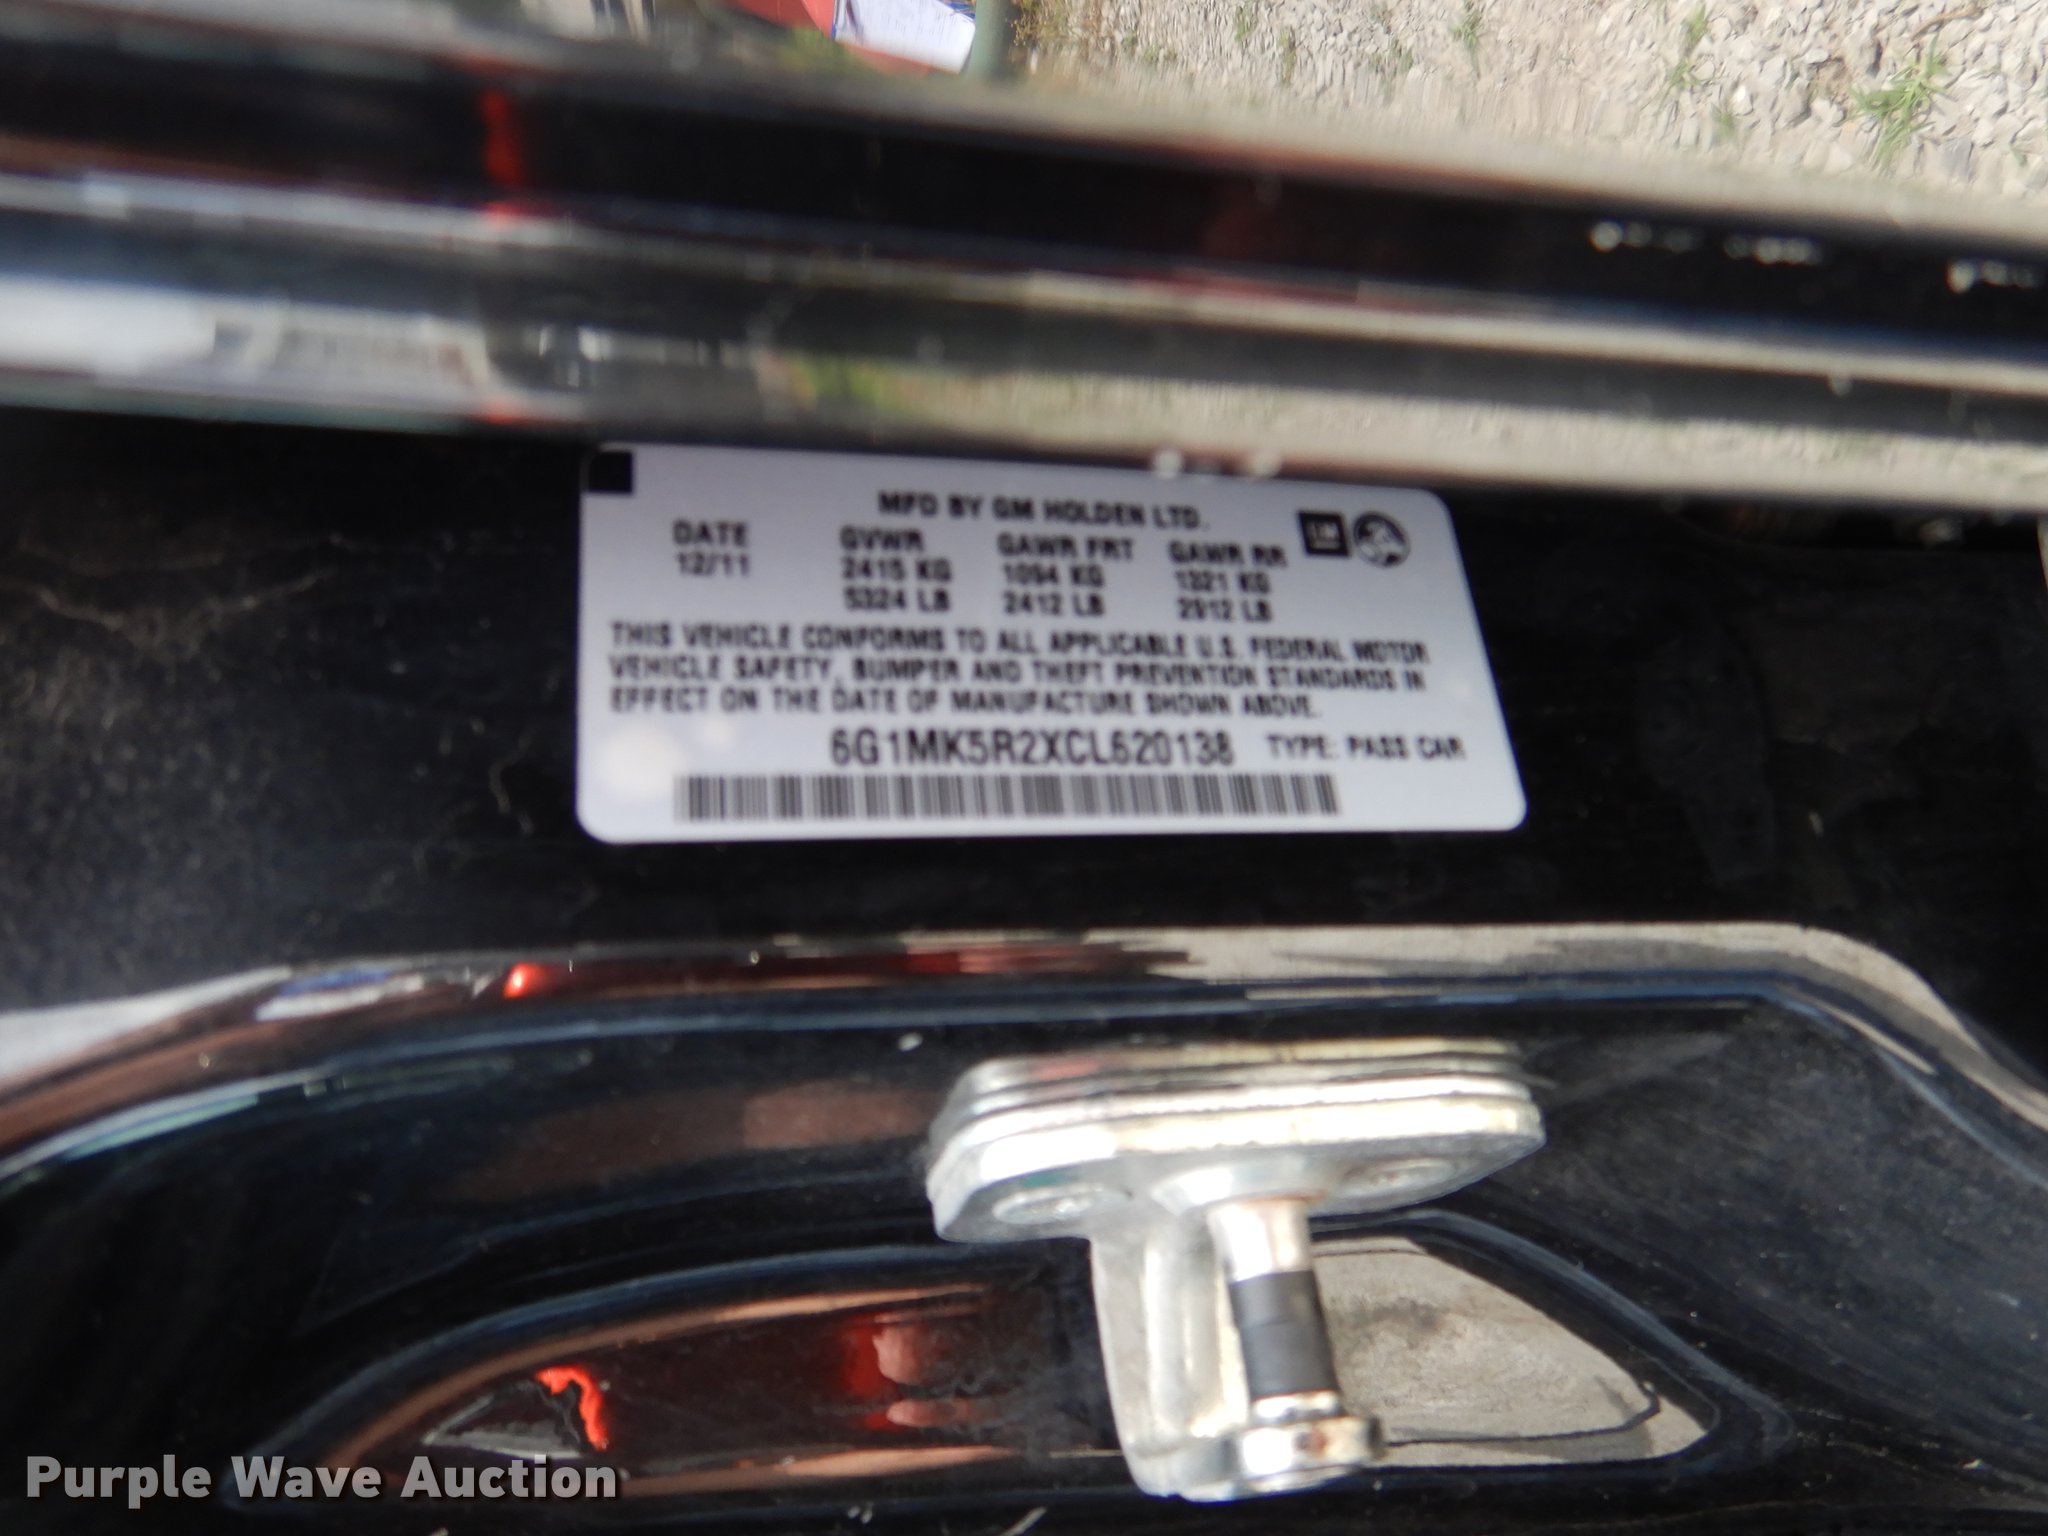 MFD BY GM HOLDEN LTD.
DATE GVWR GAWR FRT GAWR RR
12/11 2415 KG 1094 KG 1321 KG
5324 LB 2412 LB 2912 LB
GM
THIS VEHICLE CONFORMS TO ALL APPLICABLE U.S. FEDERAL MOTOR
VEHICLE SAFETY, BUMPER AND THEFT PREVENTION STANDARDS IN
EFFECT ON THE DATE OF MANUFACTURE SHOWN ABOVE.
6G1MK5R2XCL620138 TYPE: PASS CAR
Purple Wave Auction